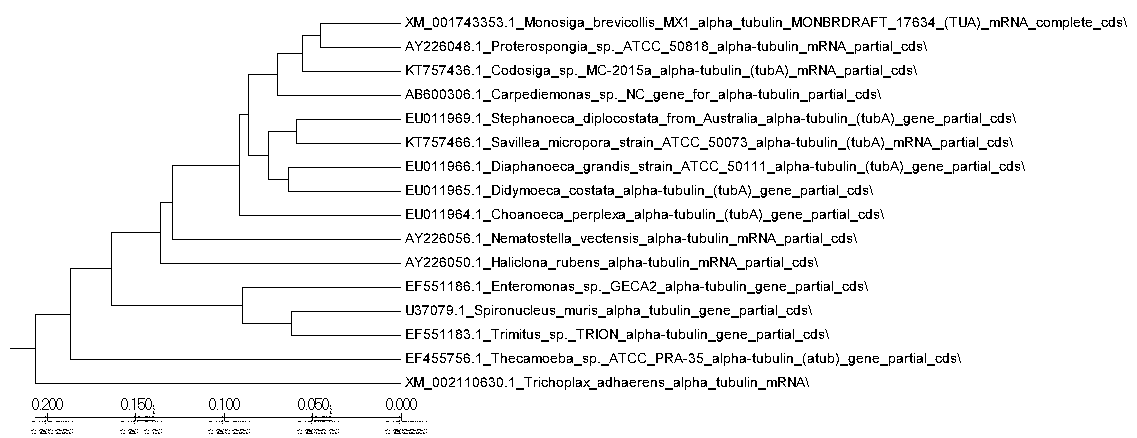 XM_001743353.1_Monosiga_brevicollis_MX1_alpha_tubulin_MONBRDRAFT_17634_(TUA)_mRNA_complete_cds\
AY226048.1_Proterospongia_sp._ATCC_50818_alpha-tubulin_mRNA_partial_cds\
KT757436.1_Codosiga_sp._MC-2015a_alpha-tubulin_(tubA)_mRNA_partial_cds\
AB600306.1_Carpediemonas_sp._NC_gene_for_alpha-tubulin_partial_cds\
EU011969.1_Stephanoeca_diplocostata_from_Australia_alpha-tubulin_(tubA)_gene_partial_cds\
KT757466.1_Savillea_micropora_strain_ATCC_50073_alpha-tubulin_(tubA)_mRNA_partial_cds\
EU011966.1_Diaphanoeca_grandis_strain_ATCC_50111_alpha-tubulin_(tubA)_gene_partial_cds\
EU011965.1_Didymoeca_costata_alpha-tubulin_(tubA)_gene_partial_cds\
EU011964.1_Choanoeca_perplexa_alpha-tubulin_(tubA)_gene_partial_cds\
AY226056.1_Nematostella_vectensis_alpha-tubulin_mRNA_partial_cds\
AY226050.1_Haliclona_rubens_alpha-tubulin_mRNA_partial_cds\
EF551186.1_Enteromonas_sp._GECA2_alpha-tubulin_gene_partial_cds\
U37079.1_Spironucleus_muris_alpha_tubulin_gene_partial_cds\
EF551183.1_Trimitus_sp._TRION_alpha-tubulin_gene_partial_cds\
EF455756.1_Thecamoeba_sp._ATCC_PRA-35_alpha-tubulin_(atub)_gene_partial_cds\
XM_002110630.1_Trichoplax_adhaerens_alpha_tubulin_mRNA\
0.200 0.150 0.100 0.050 0.000